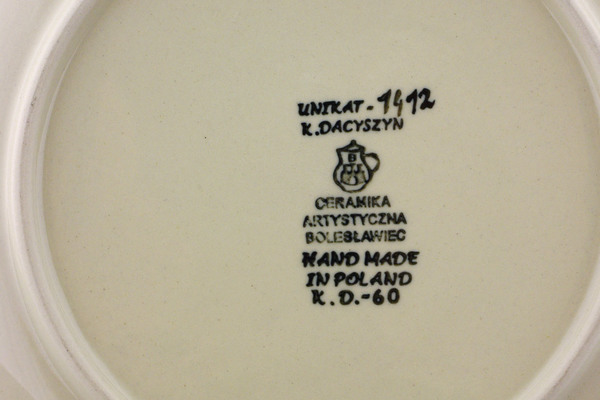 UNIKAT - 1412
K. DACYSZYN
B
CERAMIKA
ARTYSTYCZNA
BOLESŁAWIEC
HAND MADE
IN POLAND
K. D.-60